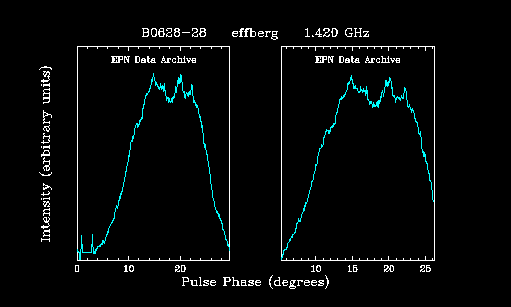 B0628-28 effberg 1.420 GHz
EPN Data Archive EPN Data Archive
Intensity (arbitrary units)
0 10 20 10 15 20 25
Pulse Phase (degrees)